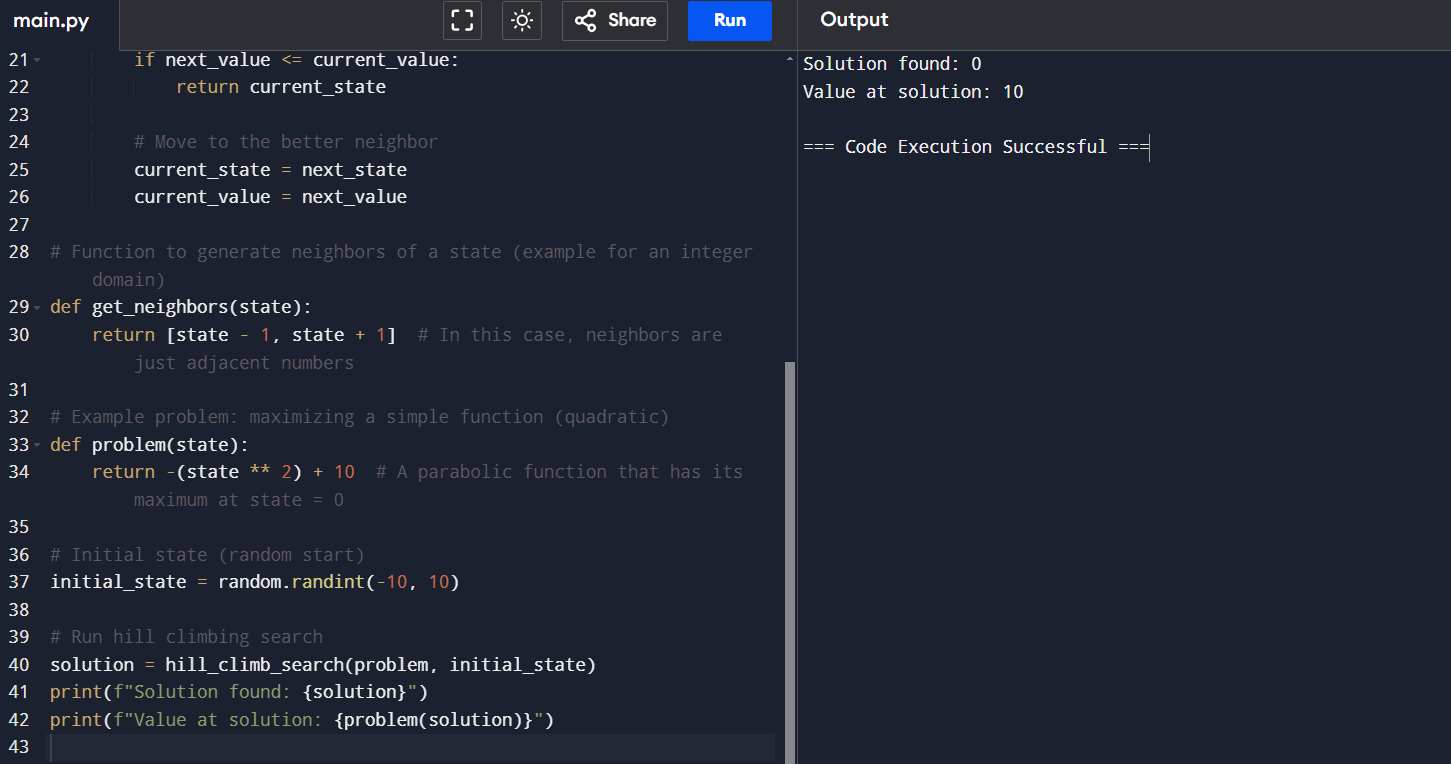 main.py
Share
Run
Output
21 if next_value <= current_value:
22 return current_state
23
24 # Move to the better neighbor
25 current_state = next_state
26 current_value = next_value
27
28 # Function to generate neighbors of a state (example for an integer
domain)
29 def get_neighbors(state):
30 return [state - 1, state + 1]  # In this case, neighbors are
just adjacent numbers
31
32 # Example problem: maximizing a simple function (quadratic)
33 def problem(state):
34 return -(state ** 2) + 10  # A parabolic function that has its
maximum at state = 0
35
36 # Initial state (random start)
37 initial_state = random.randint(-10, 10)
38
39 # Run hill climbing search
40 solution = hill_climb_search(problem, initial_state)
41 print(f"Solution found: {solution}")
42 print(f"Value at solution: {problem(solution)}")
43
Solution found: 0
Value at solution: 10
=== Code Execution Successful ===